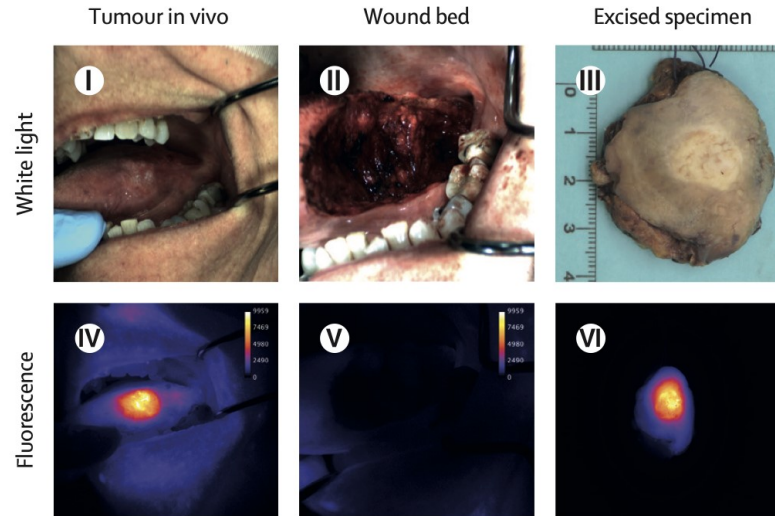 Tumour in vivo
Wound bed
Excised specimen
White light
I
II
III
0
1
2
3
4
Fluorescence
IV
9959
7469
4980
2490
0
V
9959
7469
4980
2490
0
VI